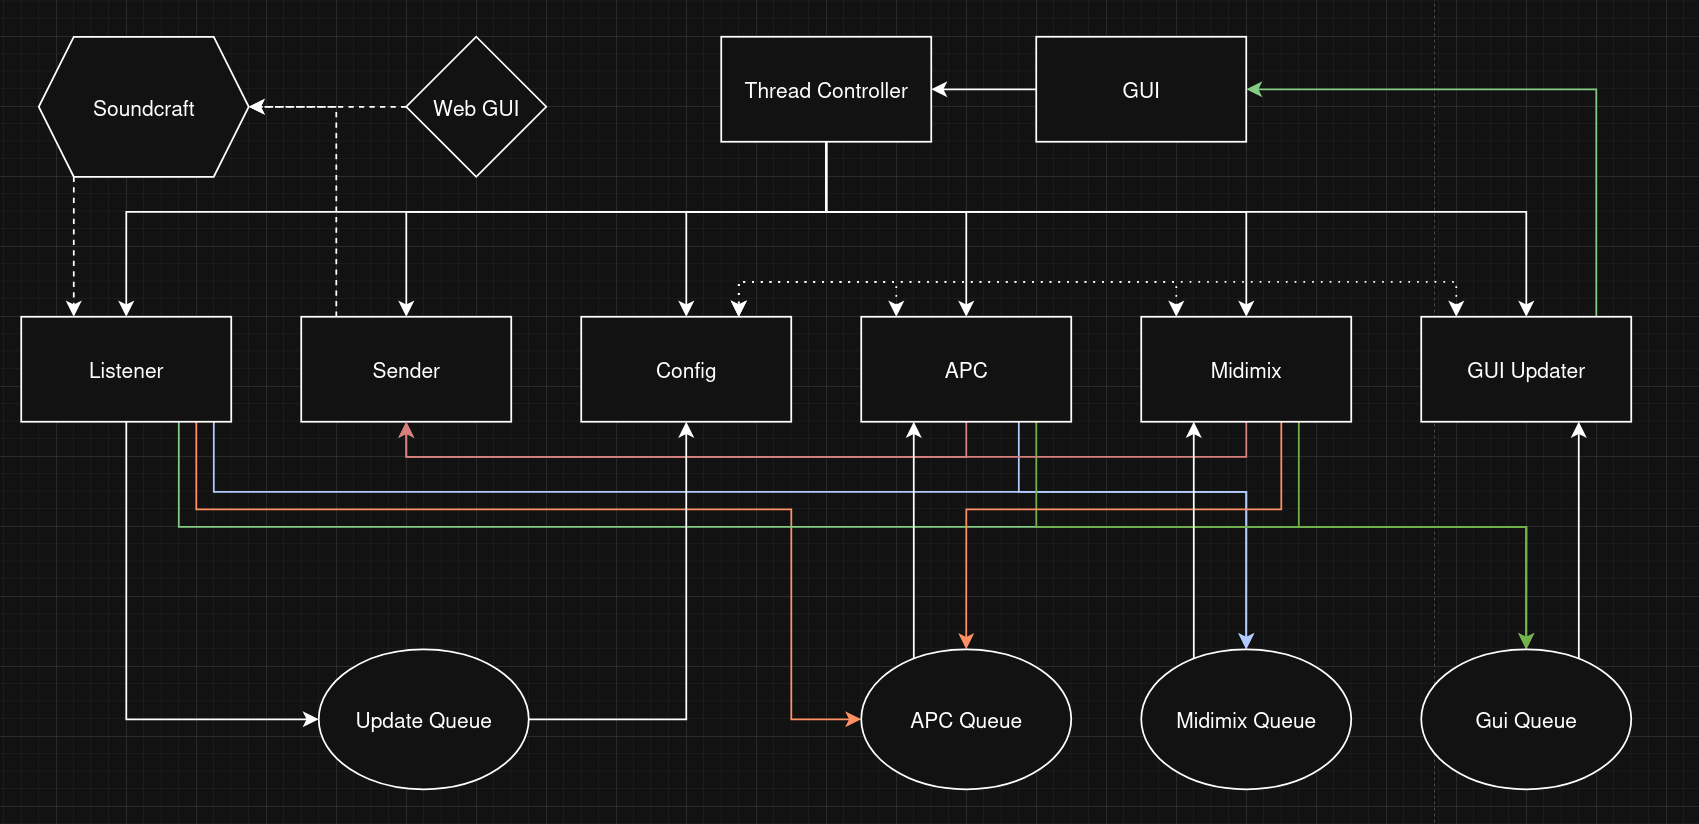 Soundcraft
Web GUI
Thread Controller
GUI
Listener
Sender
Config
APC
Midimix
GUI Updater
Update Queue
APC Queue
Midimix Queue
Gui Queue